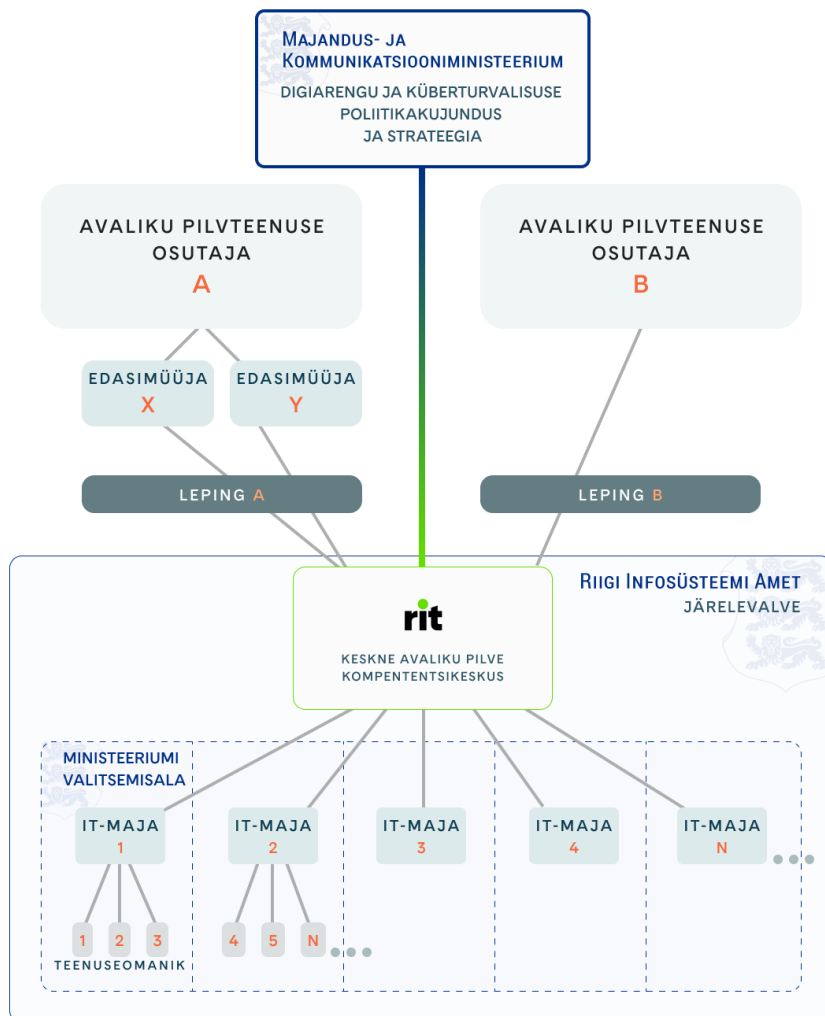 MAJANDUS- JA
KOMMUNIKATSIOONIMINISTEERIUM
DIGIARENGU JA KÜBERTURVALISUSE
POLIITIKAKUJUNDUS
JA STRATEEGIA
AVALIKU PILVTEENUSE
OSUTAJA
A
AVALIKU PILVTEENUSE
OSUTAJA
B
EDASIMÜÜJA
X
EDASIMÜÜJA
Y
LEPING A
LEPING B
RIIGI INFOSÜSTEEMI AMET
JÄRELEVALVE
rit
KESKNE AVALIKU PILVE
KOMPENTENTSIKESKUS
MINISTEERIUMI
VALITSEMISALA
IT-MAJA
1
IT-MAJA
2
IT-MAJA
3
IT-MAJA
4
IT-MAJA
N
1 2 3
4 5 N
TEENUSEOMANIK